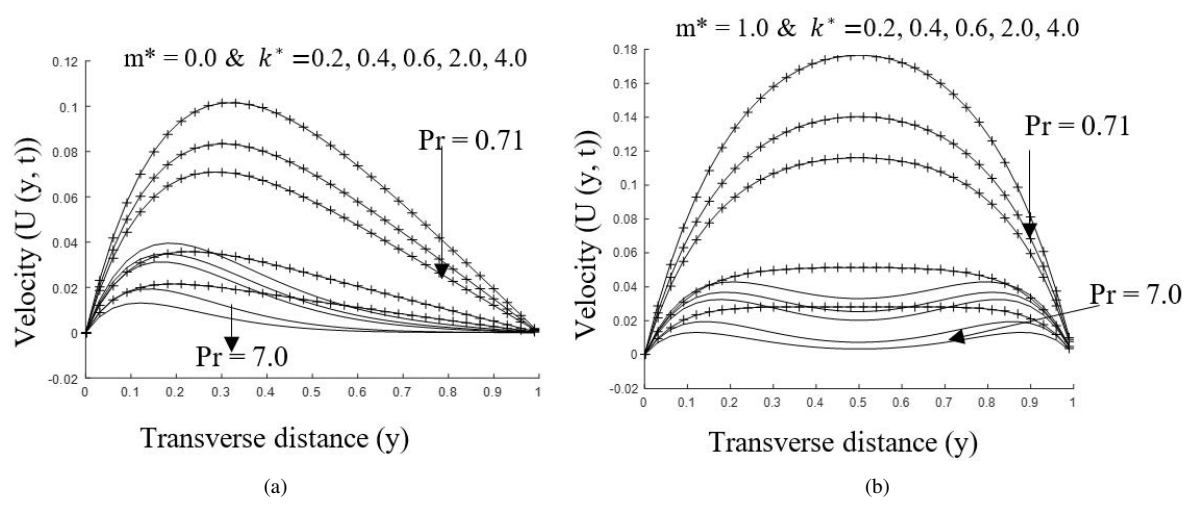 m* = 0.0 & k* =0.2, 0.4, 0.6, 2.0, 4.0
0.12
0.1
0.08
0.06
0.04
0.02
0
-0.02
Velocity (U (y, t))
Pr = 0.71
Pr = 7.0
0 0.1 0.2 0.3 0.4 0.5 0.6 0.7 0.8 0.9 1
Transverse distance (y)
(a)
m* = 1.0 & k* =0.2, 0.4, 0.6, 2.0, 4.0
0.18
0.16
0.14
0.12
0.1
0.08
0.06
0.04
0.02
0
-0.02
Velocity (U (y, t))
Pr = 0.71
Pr = 7.0
0 0.1 0.2 0.3 0.4 0.5 0.6 0.7 0.8 0.9 1
Transverse distance (y)
(b)